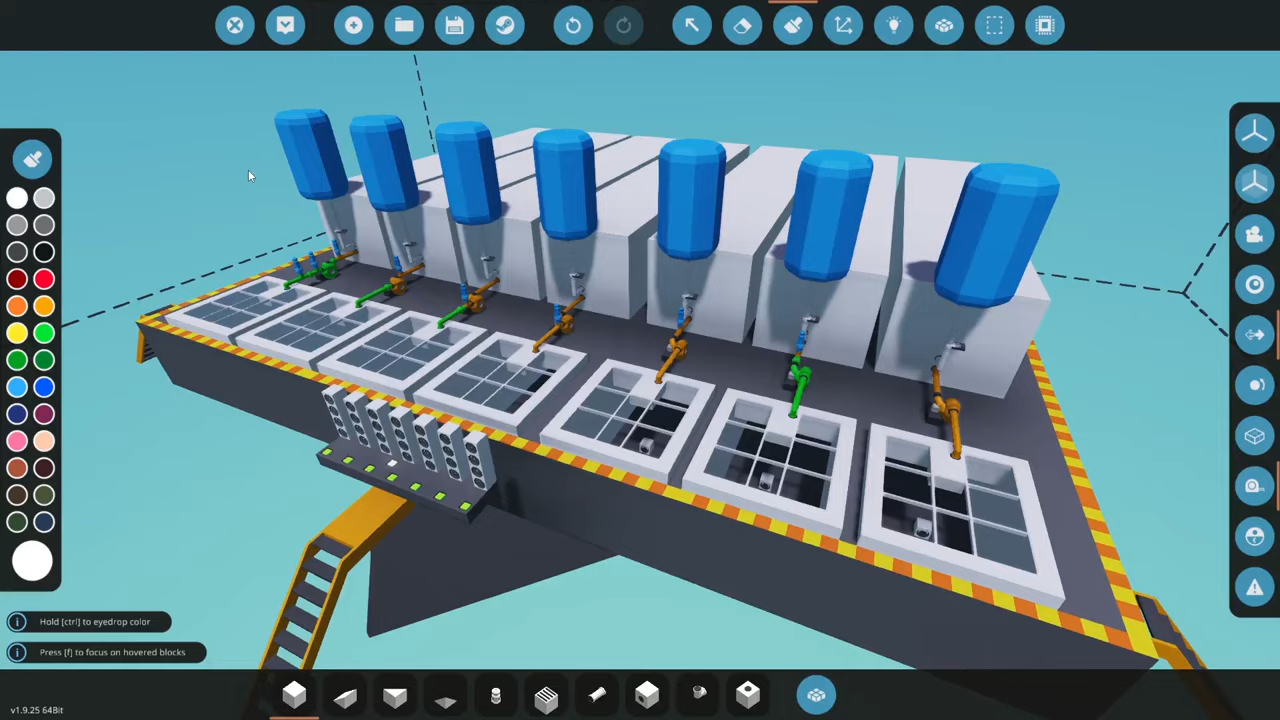 Hold [ctrl] to eyedrop color
Press [f] to focus on hovered blocks
v1.9.25 64Bit